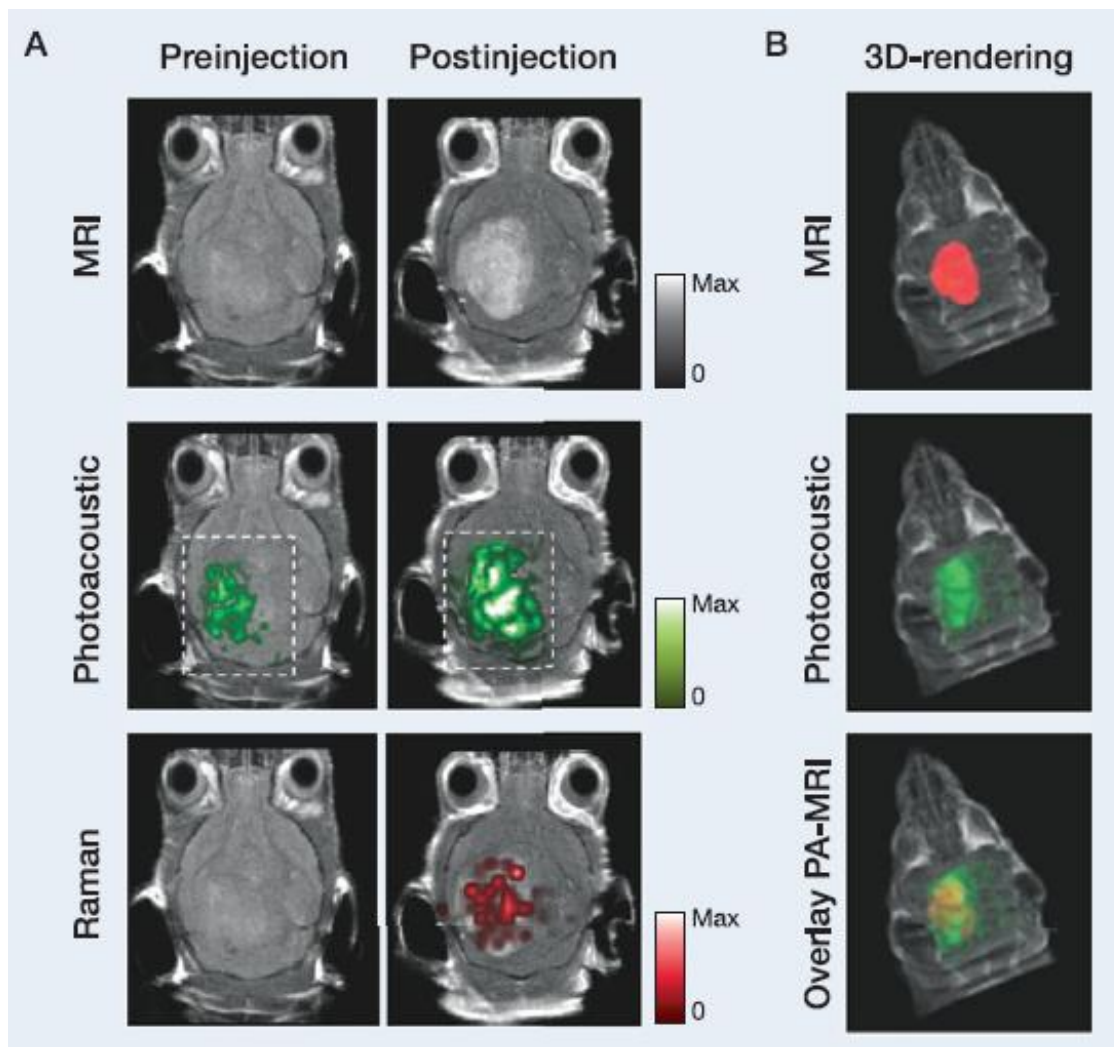 A
Preinjection
Postinjection
B
3D-rendering
MRI
Max
0
MRI
Photoacoustic
Max
0
Photoacoustic
Raman
Max
0
Overlay PA-MRI